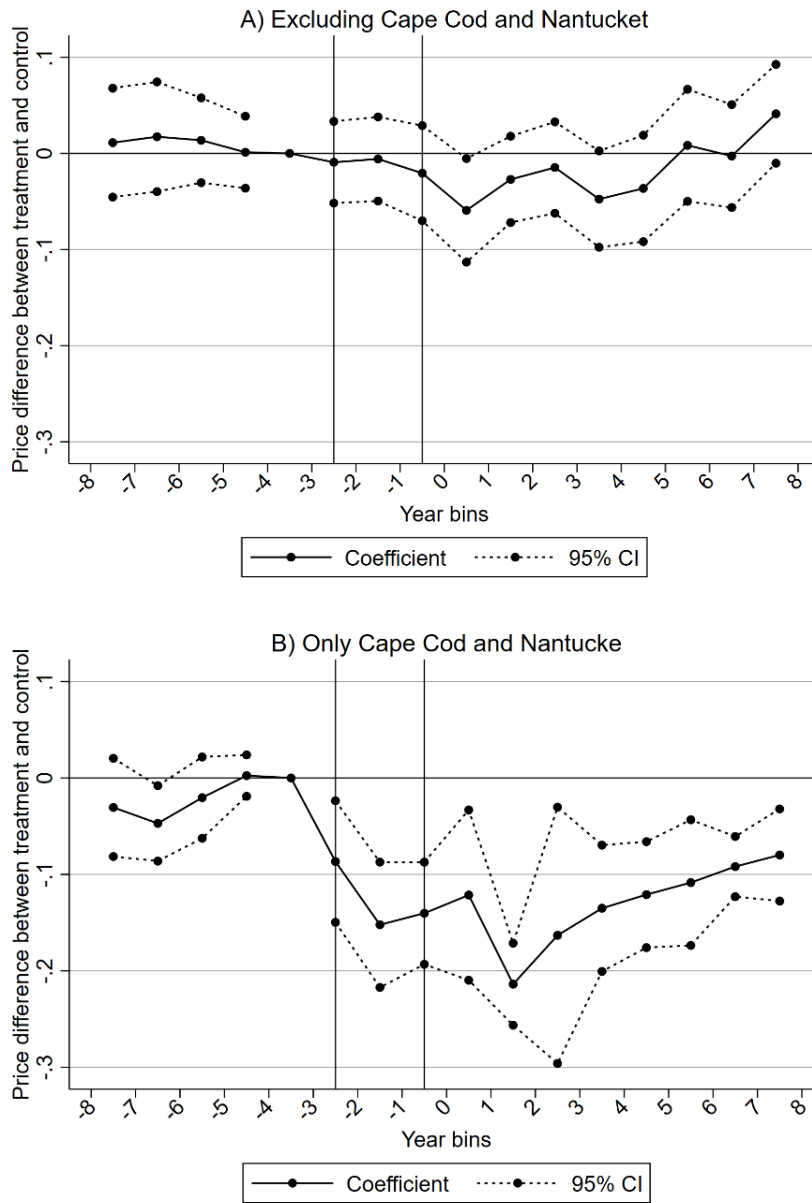 A) Excluding Cape Cod and Nantucket
Price difference between treatment and control
.1
0
-.1
-.2
-.3
-8 -7 -6 -5 -4 -3 -2 -1 0 1 2 3 4 5 6 7 8
Year bins
Coefficient 95% CI
B) Only Cape Cod and Nantucke
Price difference between treatment and control
.1
0
-.1
-.2
-.3
-8 -7 -6 -5 -4 -3 -2 -1 0 1 2 3 4 5 6 7 8
Year bins
Coefficient 95% CI